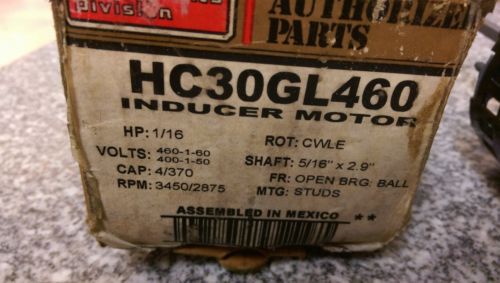 Division
AUTHORIZED
PARTS
HC30GL460
INDUCER MOTOR
HP: 1/16
ROT: CWLE
VOLTS: 460-1-60
400-1-50
SHAFT: 5/16" x 2.9"
CAP: 4/370
FR: OPEN BRG: BALL
RPM: 3450/2875
MTG: STUDS
ASSEMBLED IN MEXICO **